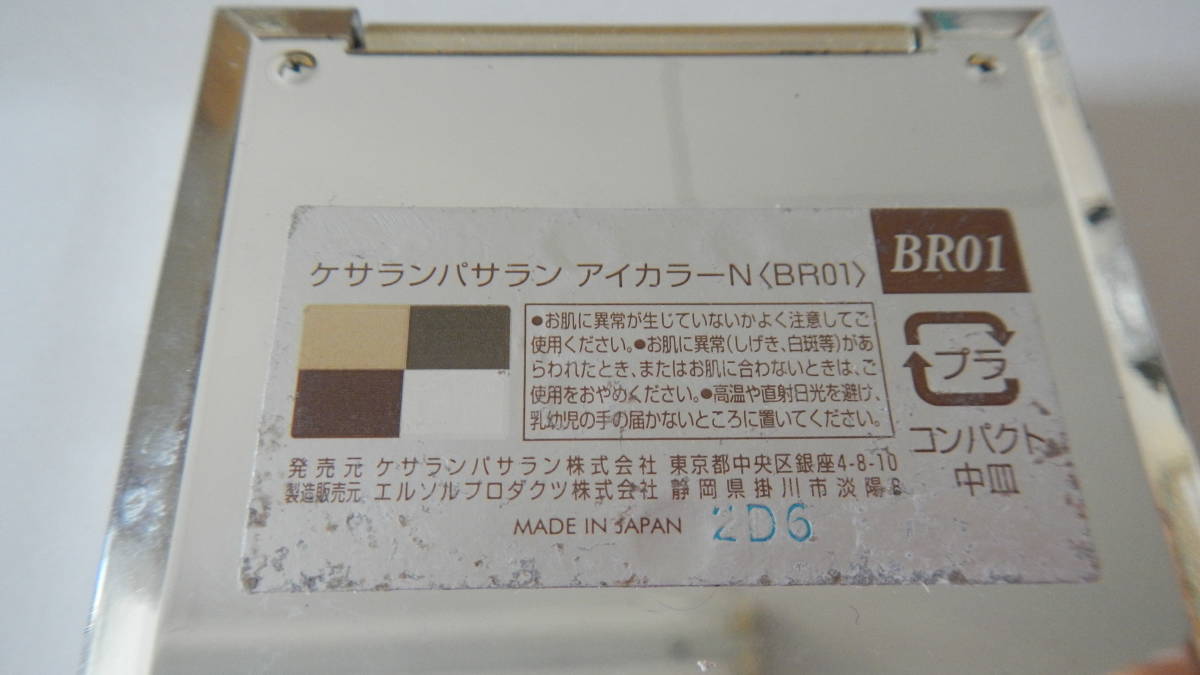 ケサランパサラン アイカラーN〈BR01〉
BR01
●お肌に異常が生じていないかよく注意してご
使用ください。●お肌に異常(しげき、白斑等)があ
らわれたとき、またはお肌に合わないときは、ご
使用をおやめください。●高温や直射日光を避け、
乳幼児の手の届かないところに置いてください。
プラ
コンパクト
中皿
発売元 ケサランパサラン株式会社 東京都中央区銀座4-8-10
製造販売元 エルソルプロダクツ株式会社 静岡県掛川市淡陽
MADE IN JAPAN 2D6